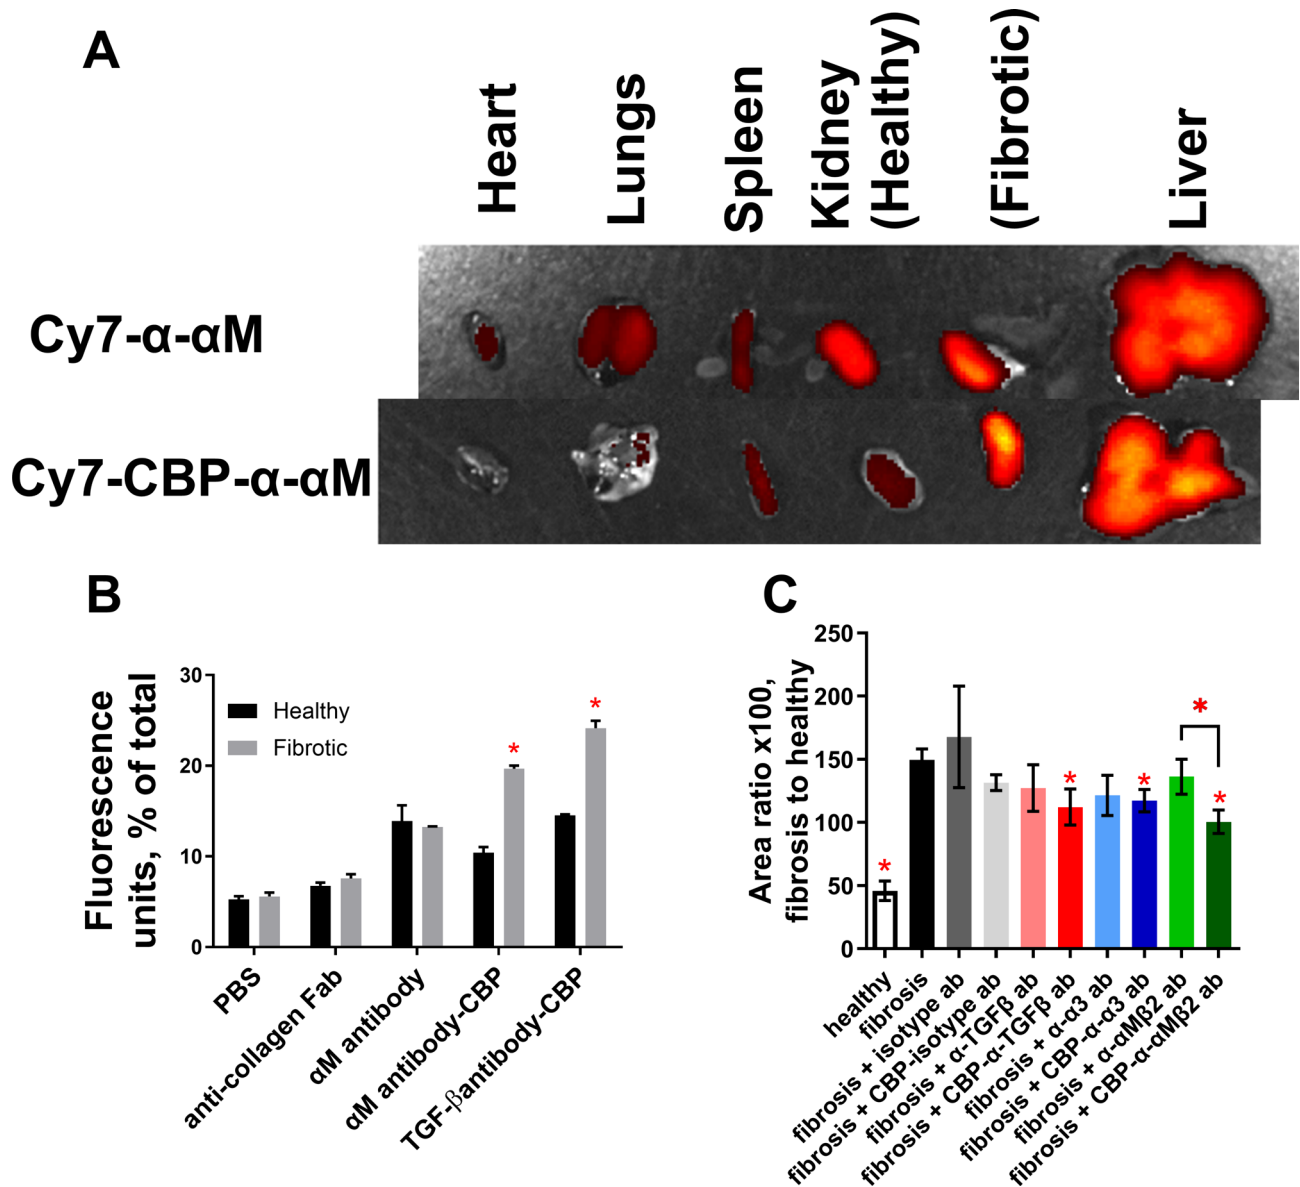 A
Heart
Lungs
Spleen
Kidney
(Healthy)
(Fibrotic)
Liver
Cy7-α-αM
Cy7-CBP-α-αM
B
Fluorescence
units, % of total
30
20
10
0
Healthy
Fibrotic
*
*
PBS
anti-collagen Fab
αM antibody
αM antibody-CBP
TGF-βantibody-CBP
C
Area ratio x100,
fibrosis to healthy
250
200
150
100
50
0
*
*
*
*
*
healthy
fibrosis
fibrosis + isotype ab
fibrosis + CBP-isotype ab
fibrosis + α-TGFβ ab
fibrosis + CBP-α-TGFβ ab
fibrosis + α-α3 ab
fibrosis + CBP-α-α3 ab
fibrosis + α-αMβ2 ab
fibrosis + CBP-α-αMβ2 ab